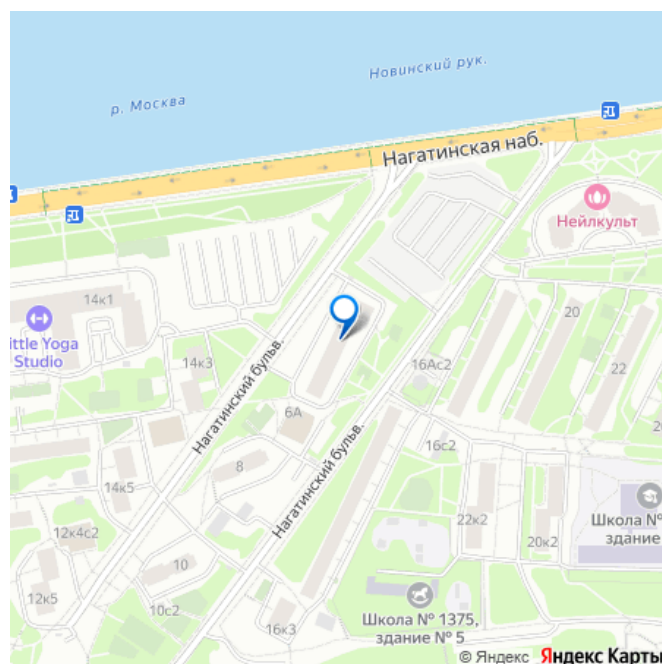 Новинский рук.
р. Москва
Нагатинская наб.
Нейлкульт
14к1
ittle Yoga
Studio
20
14к3
16Ас2
22
Нагатинский бульв.
6А
Нагатинский бульв.
16с2
20
8
14к5
22к2
Школа №
здание
12к4с2
20к2
10
12к5
10с2
16к3
Школа № 1375,
здание № 5
© Яндекс Яндекс Карты